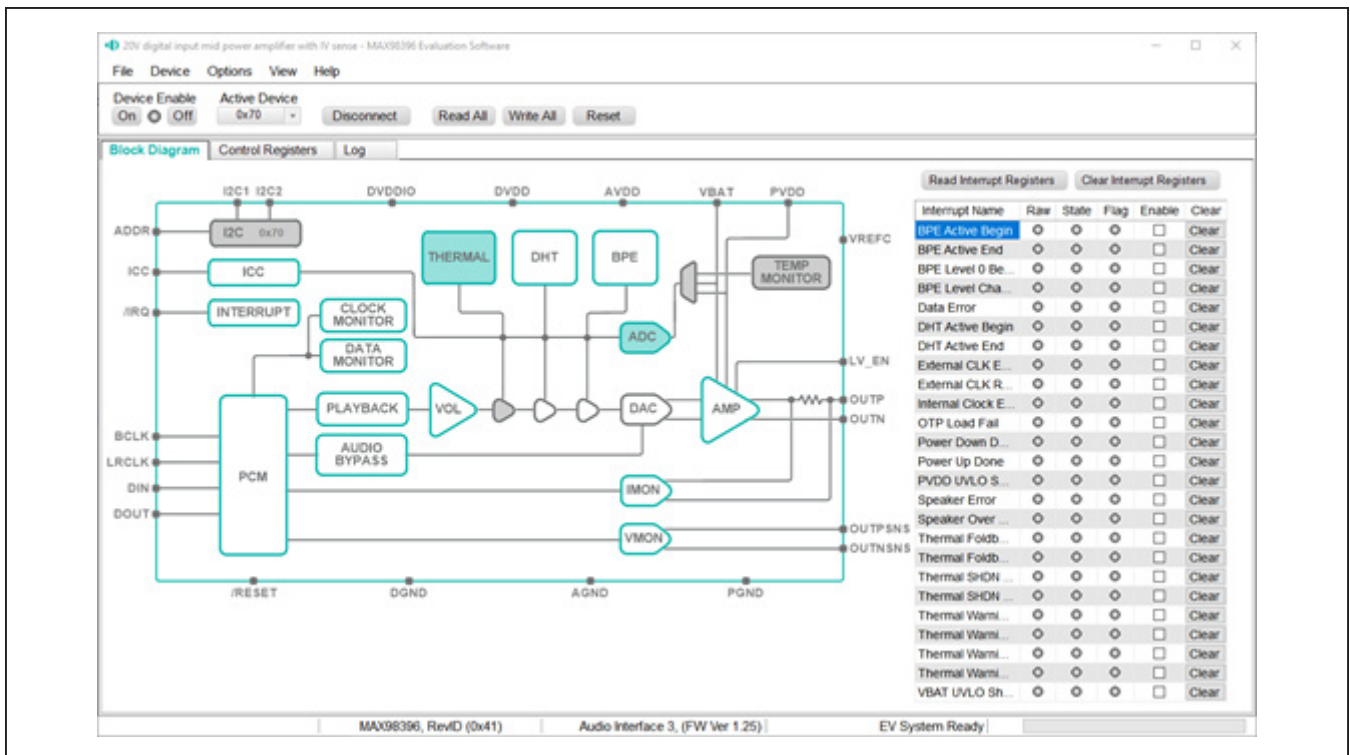 20V digital input mid power amplifier with IV sense - MAX98396 Evaluation Software
File Device Options View Help
Device Enable Active Device
On Off 0x70 Disconnect Read All Write All Reset
Block Diagram Control Registers Log
Read Interrupt Registers Clear Interrupt Registers
I2C1 I2C2 DVDDIO DVDD AVDD VBAT PVDD
ADDR
I2C 0x70
VREFC
ICC
ICC
THERMAL
DHT
BPE
TEMP
MONITOR
/IRQ
INTERRUPT
CLOCK
MONITOR
DATA
MONITOR
ADC
LV_EN
PLAYBACK
VOL
DAC
AMP
OUTP
OUTN
AUDIO
BYPASS
BCLK
LRCLK
DIN
DOUT
PCM
IMON
VMON
OUTPSNS
OUTNSNS
/RESET DGND AGND PGND
Interrupt Name Raw State Flag Enable Clear
BPE Active Begin Clear
BPE Active End Clear
BPE Level 0 Be... Clear
BPE Level Cha... Clear
Data Error Clear
DHT Active Begin Clear
DHT Active End Clear
External CLK E... Clear
External CLK R... Clear
Internal Clock E... Clear
OTP Load Fail Clear
Power Down D... Clear
Power Up Done Clear
PVDD UVLO S... Clear
Speaker Error Clear
Speaker Over ... Clear
Thermal Foldb... Clear
Thermal Foldb... Clear
Thermal SHDN ... Clear
Thermal SHDN ... Clear
Thermal Warni... Clear
Thermal Warni... Clear
Thermal Warni... Clear
Thermal Warni... Clear
VBAT UVLO Sh... Clear
MAX98396, RevID (0x41) Audio Interface 3, (FW Ver 1.25) EV System Ready